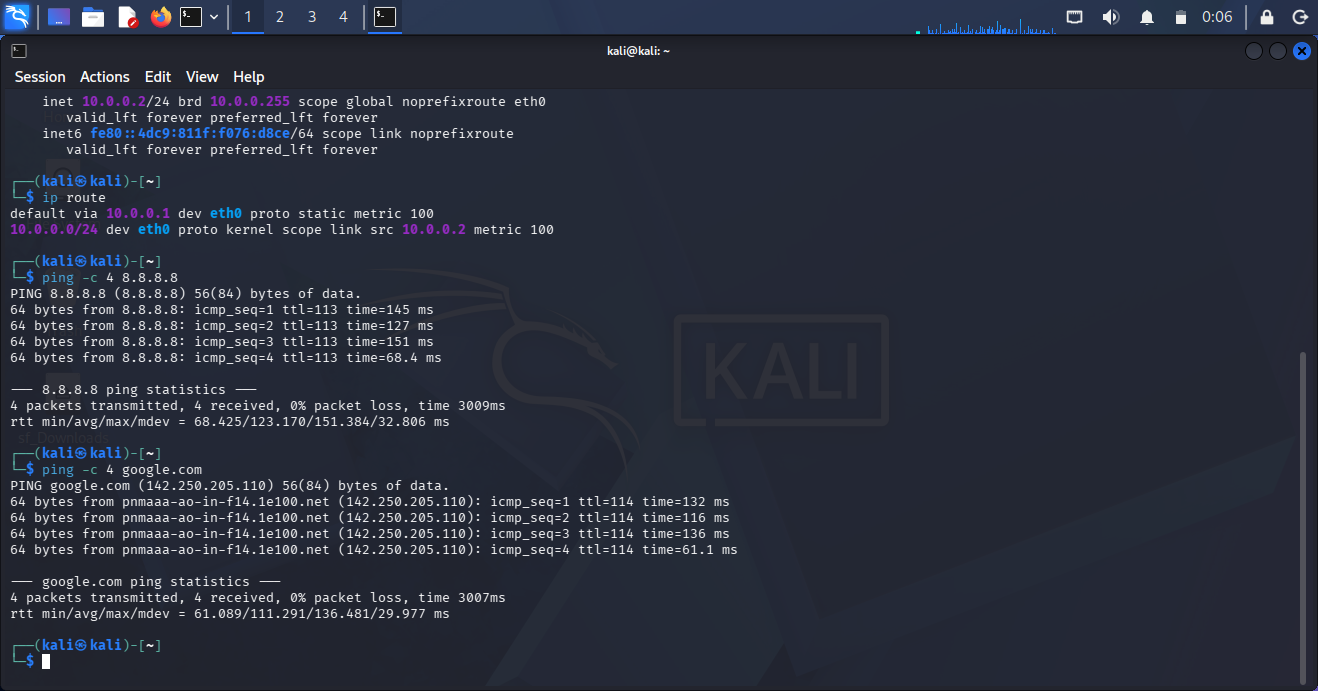 1 2 3 4
0:06
kali@kali: ~
Session Actions Edit View Help
inet 10.0.0.2/24 brd 10.0.0.255 scope global noprefixroute eth0
valid_lft forever preferred_lft forever
inet6 fe80::4dc9:811f:f076:d8ce/64 scope link noprefixroute
valid_lft forever preferred_lft forever
┌──(kali㉿kali)-[~]
└─$ ip route
default via 10.0.0.1 dev eth0 proto static metric 100
10.0.0.0/24 dev eth0 proto kernel scope link src 10.0.0.2 metric 100
┌──(kali㉿kali)-[~]
└─$ ping -c 4 8.8.8.8
PING 8.8.8.8 (8.8.8.8) 56(84) bytes of data.
64 bytes from 8.8.8.8: icmp_seq=1 ttl=113 time=145 ms
64 bytes from 8.8.8.8: icmp_seq=2 ttl=113 time=127 ms
64 bytes from 8.8.8.8: icmp_seq=3 ttl=113 time=151 ms
64 bytes from 8.8.8.8: icmp_seq=4 ttl=113 time=68.4 ms
--- 8.8.8.8 ping statistics ---
4 packets transmitted, 4 received, 0% packet loss, time 3009ms
rtt min/avg/max/mdev = 68.425/123.170/151.384/32.806 ms
sf_Downloads
┌──(kali㉿kali)-[~]
└─$ ping -c 4 google.com
PING google.com (142.250.205.110) 56(84) bytes of data.
64 bytes from pnmaaa-ao-in-f14.1e100.net (142.250.205.110): icmp_seq=1 ttl=114 time=132 ms
64 bytes from pnmaaa-ao-in-f14.1e100.net (142.250.205.110): icmp_seq=2 ttl=114 time=116 ms
64 bytes from pnmaaa-ao-in-f14.1e100.net (142.250.205.110): icmp_seq=3 ttl=114 time=136 ms
64 bytes from pnmaaa-ao-in-f14.1e100.net (142.250.205.110): icmp_seq=4 ttl=114 time=61.1 ms
--- google.com ping statistics ---
4 packets transmitted, 4 received, 0% packet loss, time 3007ms
rtt min/avg/max/mdev = 61.089/111.291/136.481/29.977 ms
┌──(kali㉿kali)-[~]
└─$
KALI